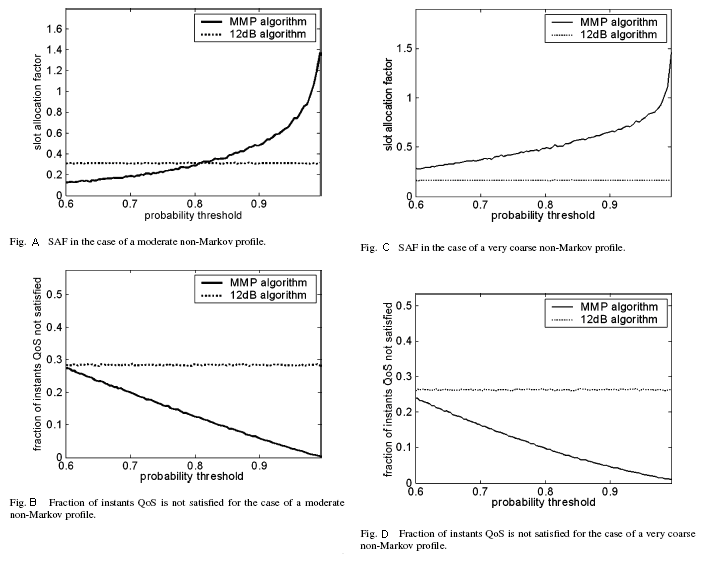 slot allocation factor
1.6
1.4
1.2
1
0.8
0.6
0.4
0.2
0
MMP algorithm
12dB algorithm
0.6 0.7 0.8 0.9
probability threshold
Fig. A SAF in the case of a moderate non-Markov profile.
fraction of instants QoS not satisfied
0.5
0.4
0.3
0.2
0.1
0
MMP algorithm
12dB algorithm
0.6 0.7 0.8 0.9
probability threshold
Fig. B Fraction of instants QoS is not satisfied for the case of a moderate
non-Markov profile.
slot allocation factor
1.5
1
0.5
0
MMP algorithm
12dB algorithm
0.6 0.7 0.8 0.9
probability threshold
Fig. C SAF in the case of a very coarse non-Markov profile.
fraction of instants QoS not satisfied
0.5
0.4
0.3
0.2
0.1
0
MMP algorithm
12dB algorithm
0.6 0.7 0.8 0.9
probability threshold
Fig. D Fraction of instants QoS is not satisfied for the case of a very coarse
non-Markov profile.